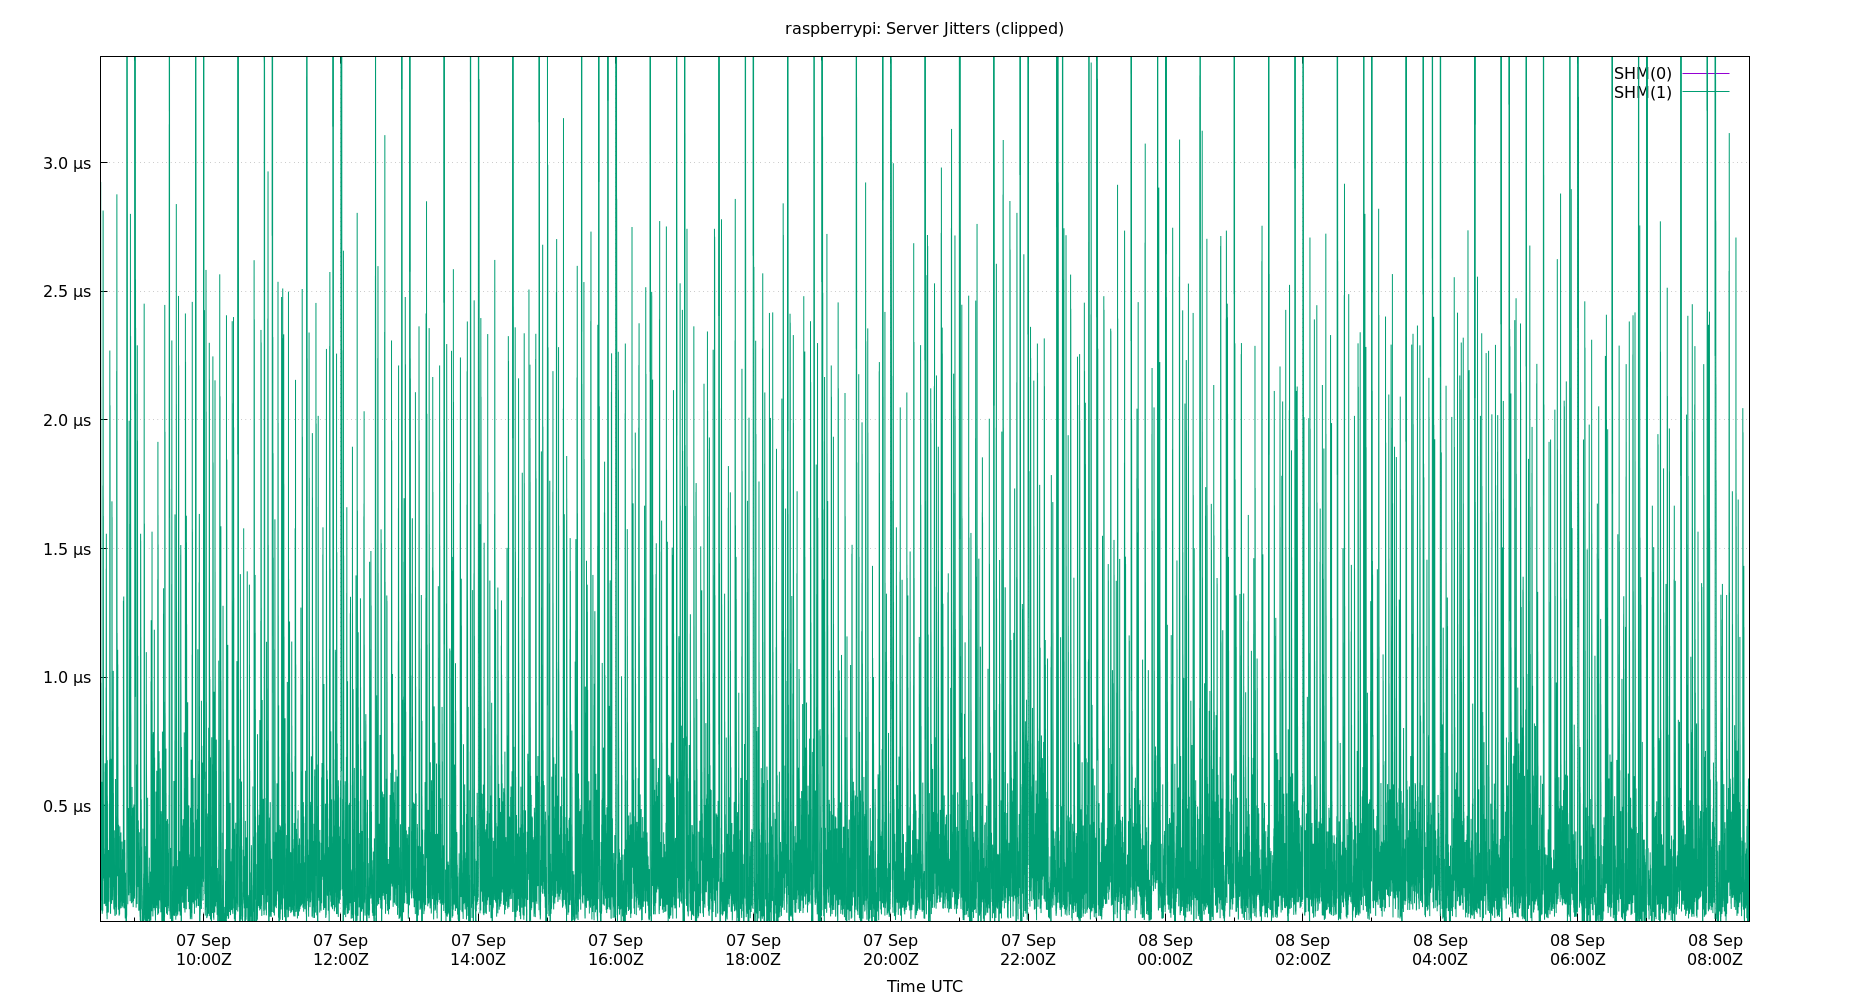 raspberrypi: Server Jitters (clipped)
SHM(0)
SHM(1)
3.0 µs
2.5 µs
2.0 µs
1.5 µs
1.0 µs
0.5 µs
07 Sep 07 Sep 07 Sep 07 Sep 07 Sep 07 Sep 07 Sep 08 Sep 08 Sep 08 Sep 08 Sep 08 Sep
10:00Z 12:00Z 14:00Z 16:00Z 18:00Z 20:00Z 22:00Z 00:00Z 02:00Z 04:00Z 06:00Z 08:00Z
Time UTC